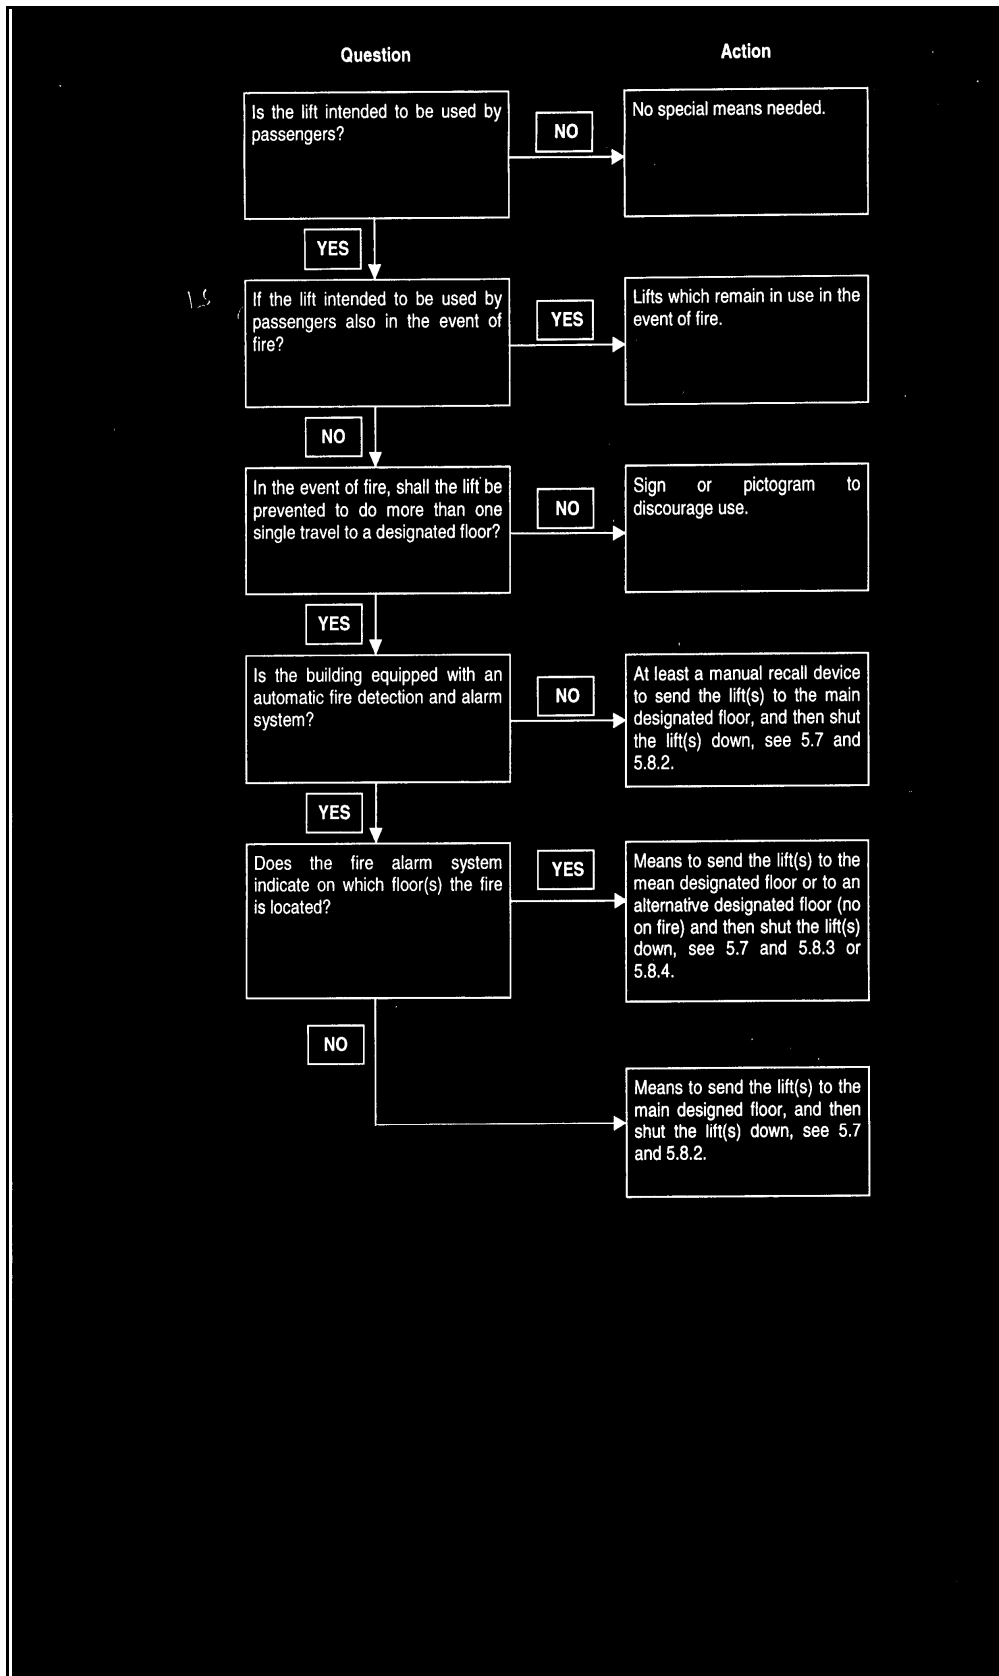 Question
Action
Is the lift intended to be used by
passengers?
NO
No special means needed.
YES
Is
If the lift intended to be used by
passengers also in the event of
fire?
YES
Lifts which remain in use in the
event of fire.
NO
In the event of fire, shall the lift be
prevented to do more than one
single travel to a designated floor?
NO
Sign or pictogram to
discourage use.
YES
Is the building equipped with an
automatic fire detection and alarm
system?
NO
At least a manual recall device
to send the lift(s) to the main
designated floor, and then shut
the lift(s) down, see 5.7 and
5.8.2.
YES
Does the fire alarm system
indicate on which floor(s) the fire
is located?
YES
Means to send the lift(s) to the
mean designated floor or to an
alternative designated floor (no
on fire) and then shut the lift(s)
down, see 5.7 and 5.8.3 or
5.8.4.
NO
Means to send the lift(s) to the
main designed floor, and then
shut the lift(s) down, see 5.7
and 5.8.2.